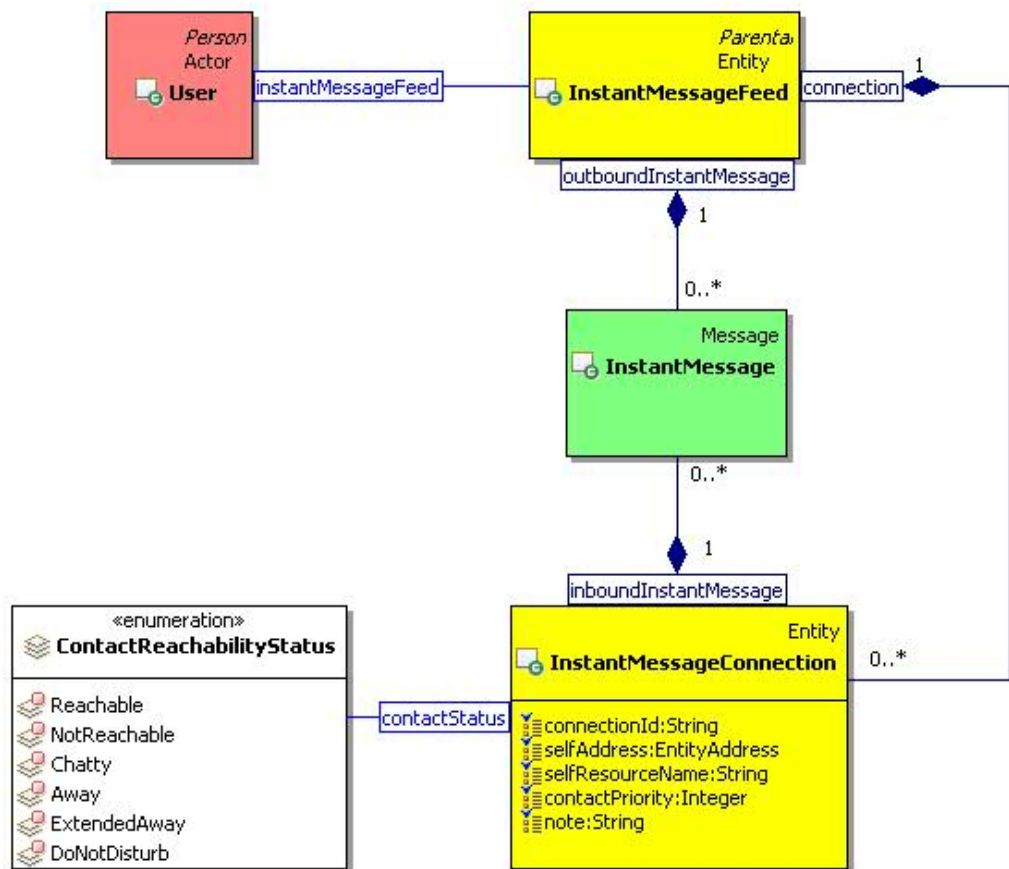 Person
Actor
User
instantMessageFeed
Entity
InstantMessageFeed
connection
1
outboundInstantMessage
1
0..*
Message
InstantMessage
0..*
1
inboundInstantMessage
«enumeration»
ContactReachabilityStatus
Reachable
NotReachable
Chatty
Away
ExtendedAway
DoNotDisturb
contactStatus
Entity
InstantMessageConnection
0..*
connectionId:String
selfAddress:EntityAddress
selfResourceName:String
contactPriority:Integer
note:String